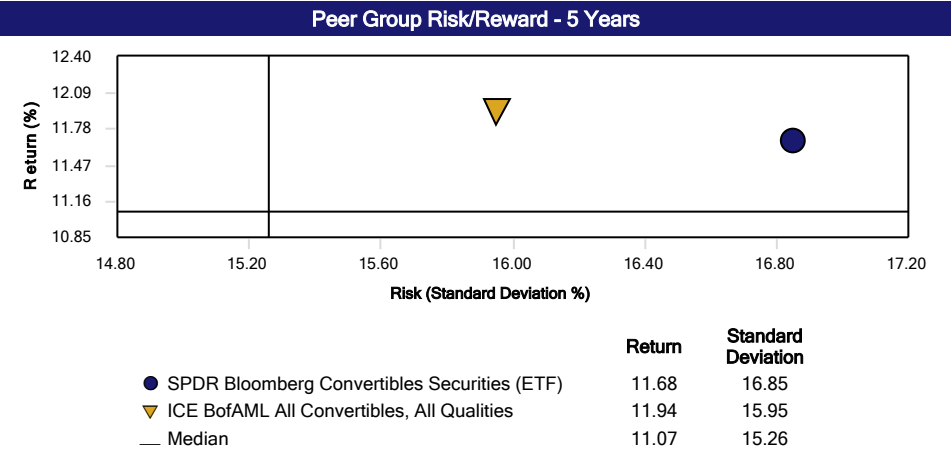 Peer Group Risk/Reward - 5 Years
12.40
12.09
11.78
11.47
11.16
10.85
Return (%)
14.80 15.20 15.60 16.00 16.40 16.80 17.20
Risk (Standard Deviation %)
Return Standard Deviation
SPDR Bloomberg Convertibles Securities (ETF) 11.68 16.85
ICE BofAML All Convertibles, All Qualities 11.94 15.95
Median 11.07 15.26